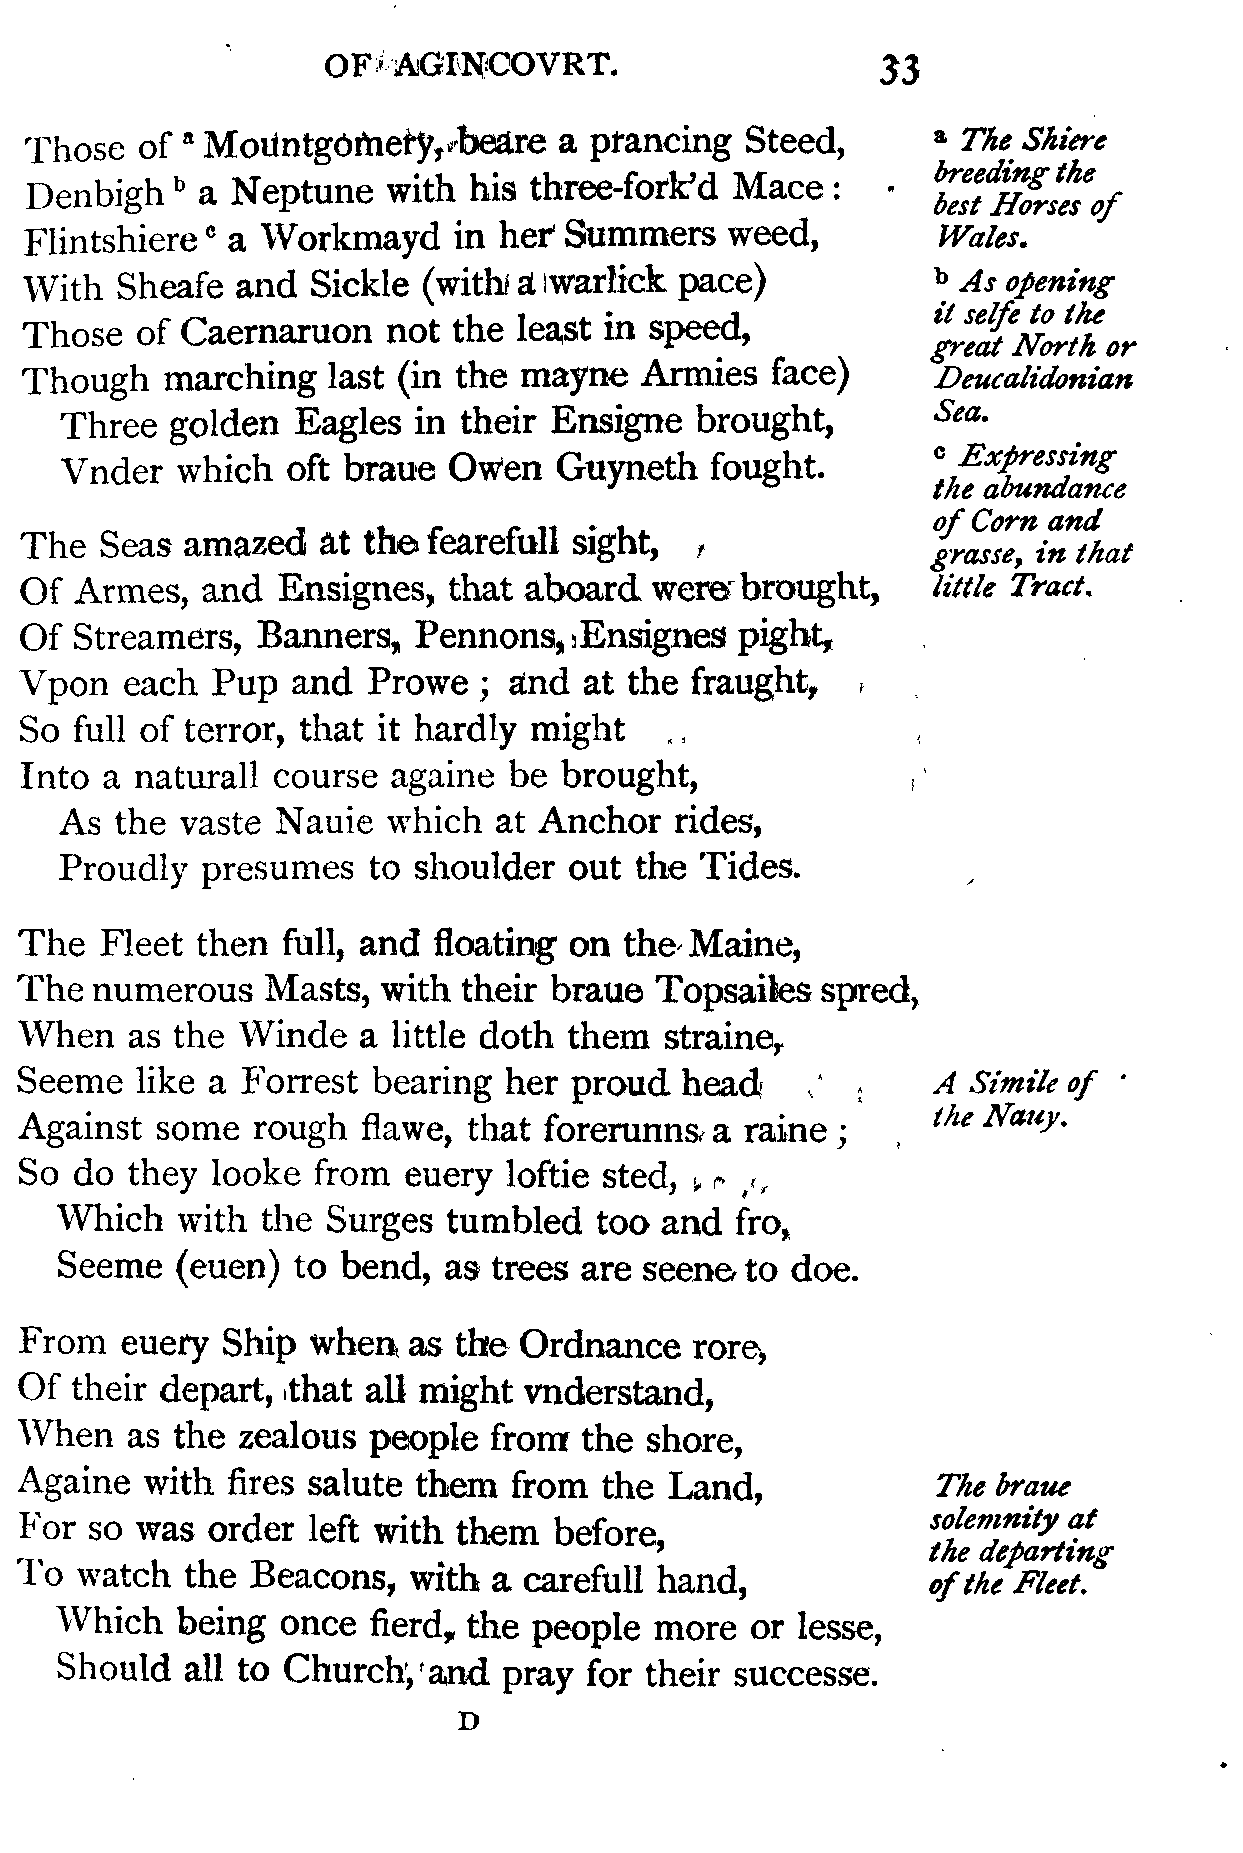 OF AGINCOVRT. 33
Those of a Mountgomery, beare a prancing Steed,
Denbigh b a Neptune with his three-fork'd Mace :
Flintshiere c a Workmayd in her Summers weed,
With Sheafe and Sickle (with a warlick pace)
Those of Caernaruon not the least in speed,
Though marching last (in the mayne Armies face)
Three golden Eagles in their Ensigne brought,
Vnder which oft braue Owen Guyneth fought.
a The Shiere
breeding the
best Horses of
Wales.
b As opening
it selfe to the
great North or
Deucalidonian
Sea.
c Expressing
the abundance
of Corn and
grasse, in that
little Tract.
The Seas amazed at the fearefull sight,
Of Armes, and Ensignes, that aboard were brought,
Of Streamers, Banners, Pennons, Ensignes pight,
Vpon each Pup and Prowe ; and at the fraught,
So full of terror, that it hardly might
Into a naturall course againe be brought,
As the vaste Nauie which at Anchor rides,
Proudly presumes to shoulder out the Tides.
The Fleet then full, and floating on the Maine,
The numerous Masts, with their braue Topsailes spred,
When as the Winde a little doth them straine,
Seeme like a Forrest bearing her proud head
Against some rough flawe, that forerunns a raine ;
So do they looke from euery loftie sted,
Which with the Surges tumbled too and fro,
Seeme (euen) to bend, as trees are seene to doe.
A Simile of
the Nauy.
From euery Ship when as the Ordnance rore,
Of their depart, that all might vnderstand,
When as the zealous people from the shore,
Againe with fires salute them from the Land,
For so was order left with them before,
To watch the Beacons, with a carefull hand,
Which being once fierd, the people more or lesse,
Should all to Church, and pray for their successe.
The braue
solemnity at
the departing
of the Fleet.
D